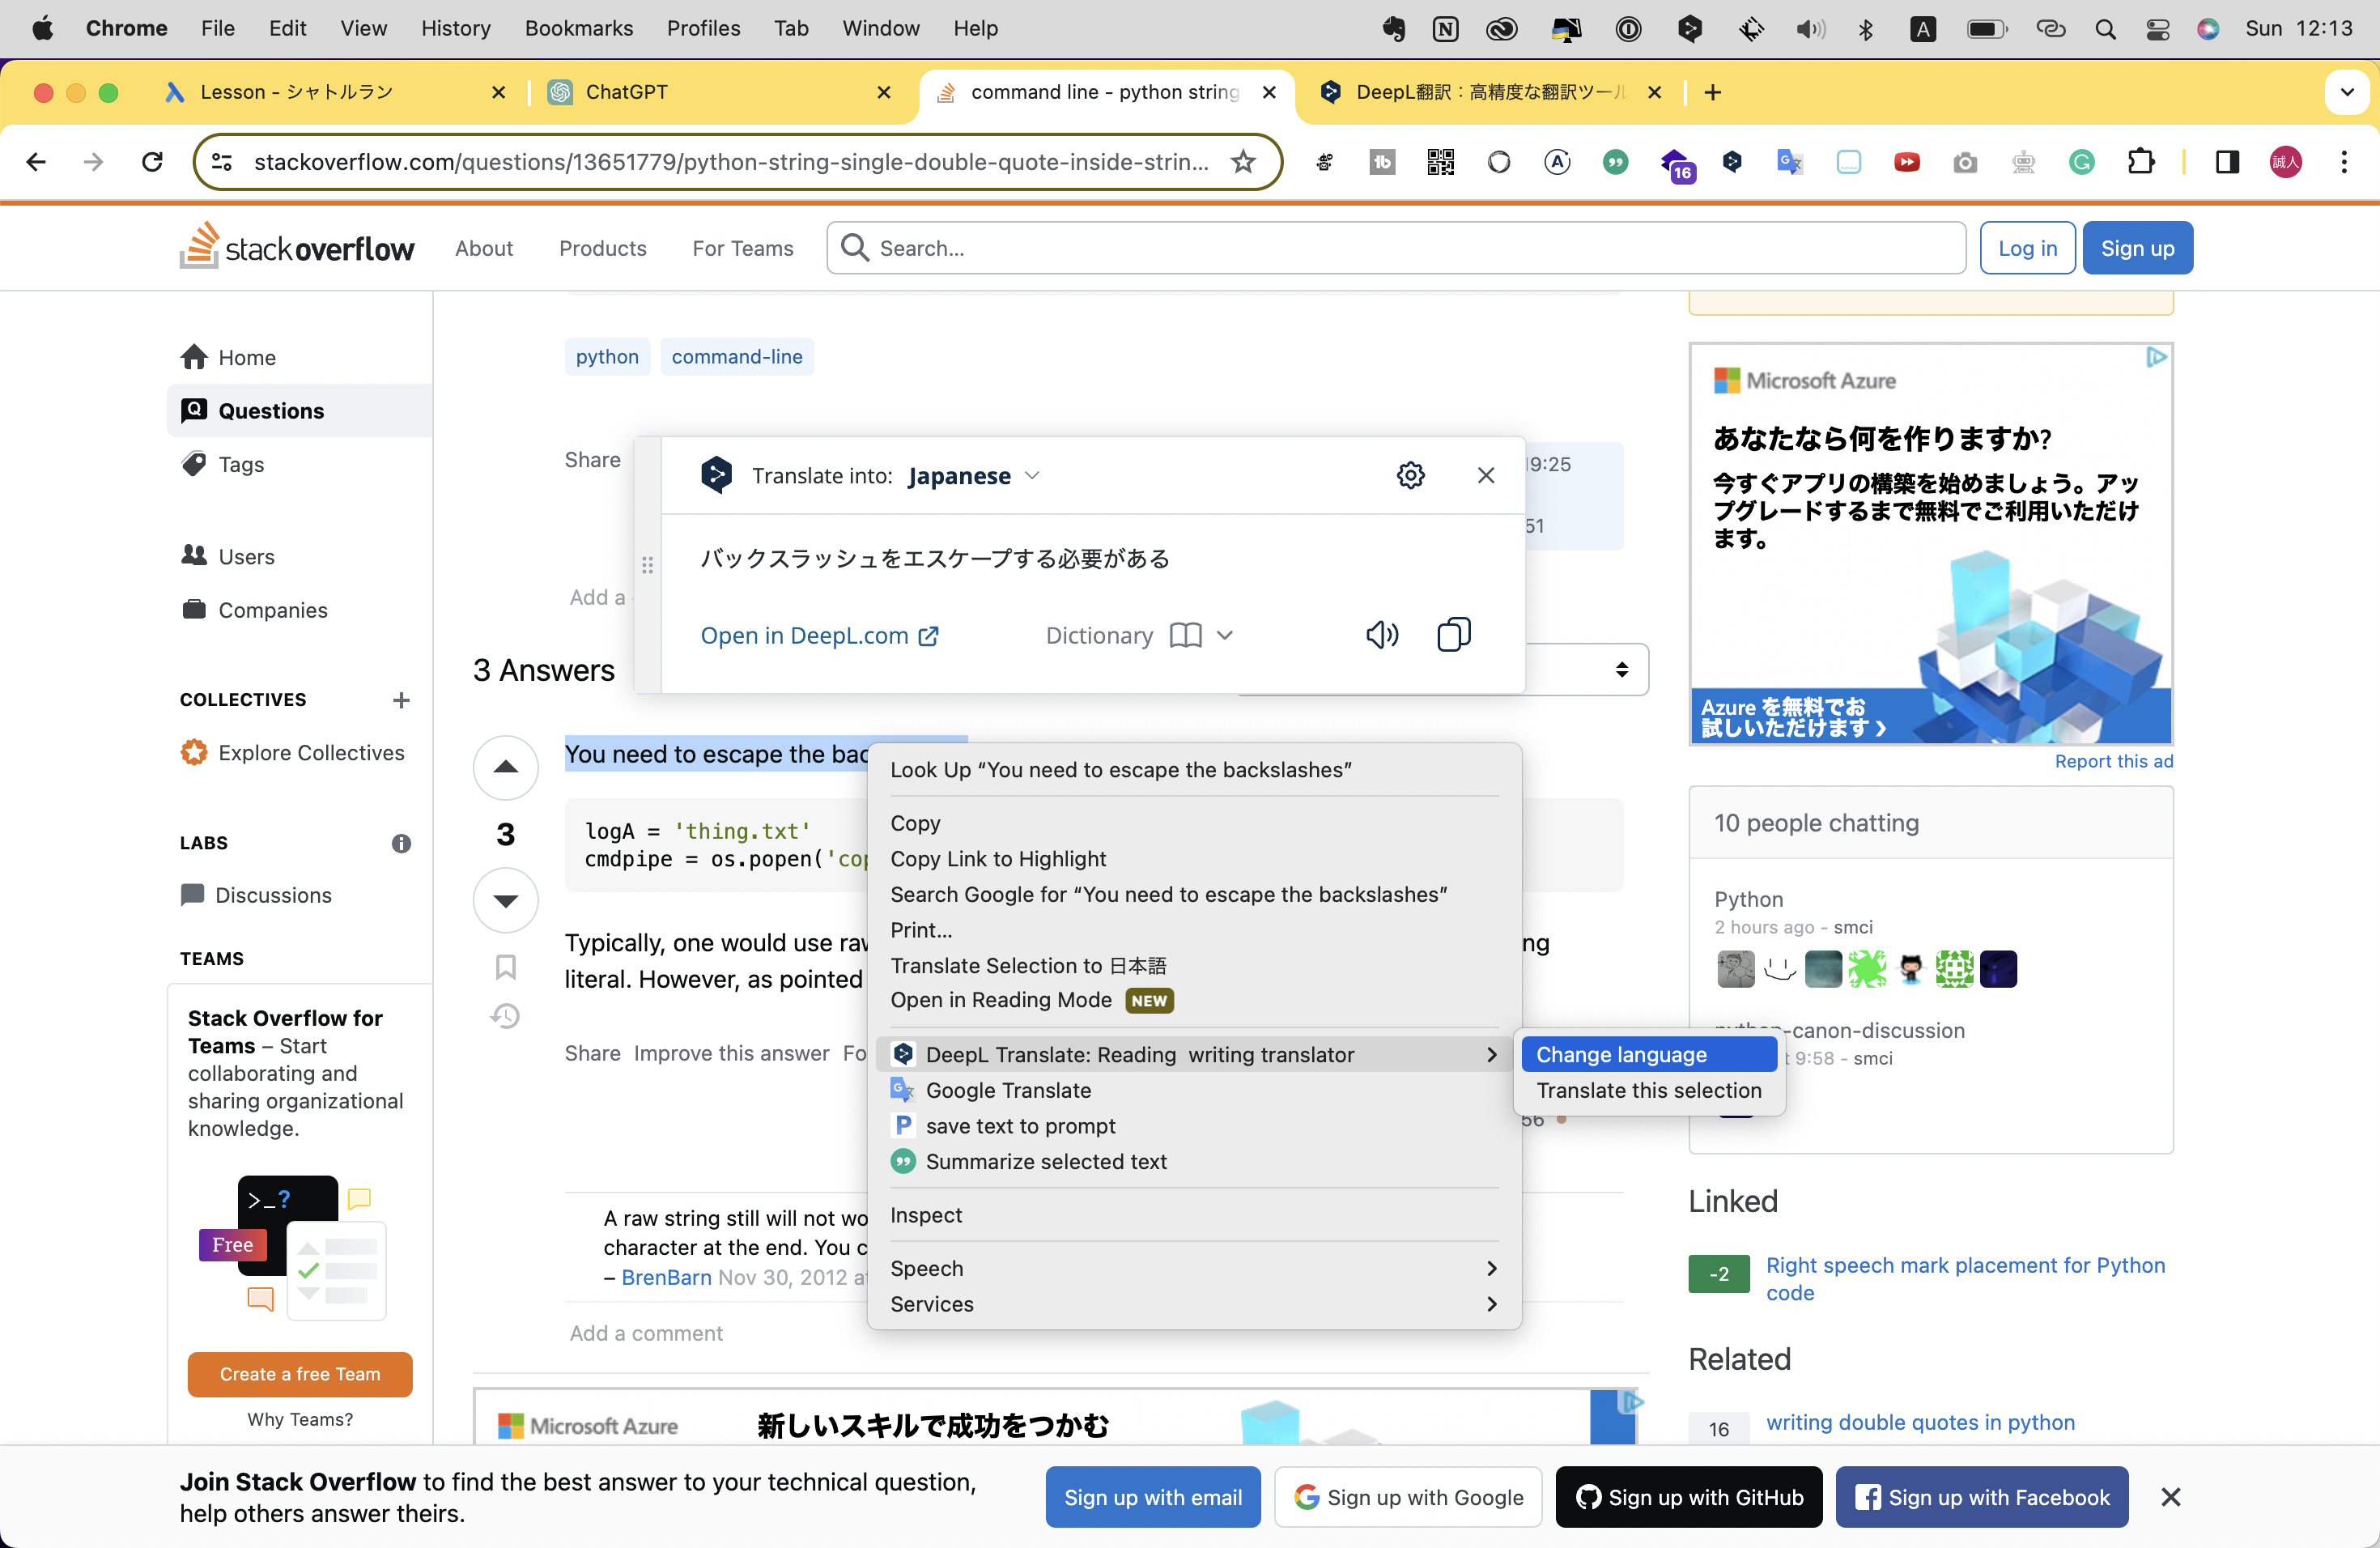 Chrome File Edit View History Bookmarks Profiles Tab Window Help
A
Sun 12:13
Lesson - シャトルラン
ChatGPT
command line - python string
DeepL翻訳：高精度な翻訳ツール
stackoverflow.com/questions/13651779/python-string-single-double-quote-inside-strin...
16
誠人
stackoverflow
About
Products
For Teams
Search...
Log in
Sign up
Home
Questions
Tags
Users
Companies
COLLECTIVES
Explore Collectives
LABS
Discussions
TEAMS
Stack Overflow for
Teams – Start
collaborating and
sharing organizational
knowledge.
>_?
Free
Create a free Team
Why Teams?
python
command-line
Share
19:25
51
Add a
Translate into: Japanese
バックスラッシュをエスケープする必要がある
Open in DeepL.com
Dictionary
3 Answers
3
You need to escape the bac
logA = 'thing.txt'
cmdpipe = os.popen('cop
Typically, one would use raw
ng
literal. However, as pointed
Share Improve this answer Fo
56
A raw string still will not wo
character at the end. You c
– BrenBarn Nov 30, 2012 a
Add a comment
Look Up “You need to escape the backslashes”
Copy
Copy Link to Highlight
Search Google for “You need to escape the backslashes”
Print...
Translate Selection to 日本語
Open in Reading Mode NEW
DeepL Translate: Reading writing translator
Google Translate
save text to prompt
Summarize selected text
Inspect
Speech
Services
Change language
Translate this selection
Microsoft Azure
あなたなら何を作りますか?
今すぐアプリの構築を始めましょう。アッ
プグレードするまで無料でご利用いただけ
ます。
Azure を無料でお
試しいただけます ❯
Report this ad
10 people chatting
Python
2 hours ago - smci
python-canon-discussion
9:58 - smci
Linked
-2
Right speech mark placement for Python
code
Related
16
writing double quotes in python
Microsoft Azure
新しいスキルで成功をつかむ
Join Stack Overflow to find the best answer to your technical question,
help others answer theirs.
Sign up with email
Sign up with Google
Sign up with GitHub
Sign up with Facebook